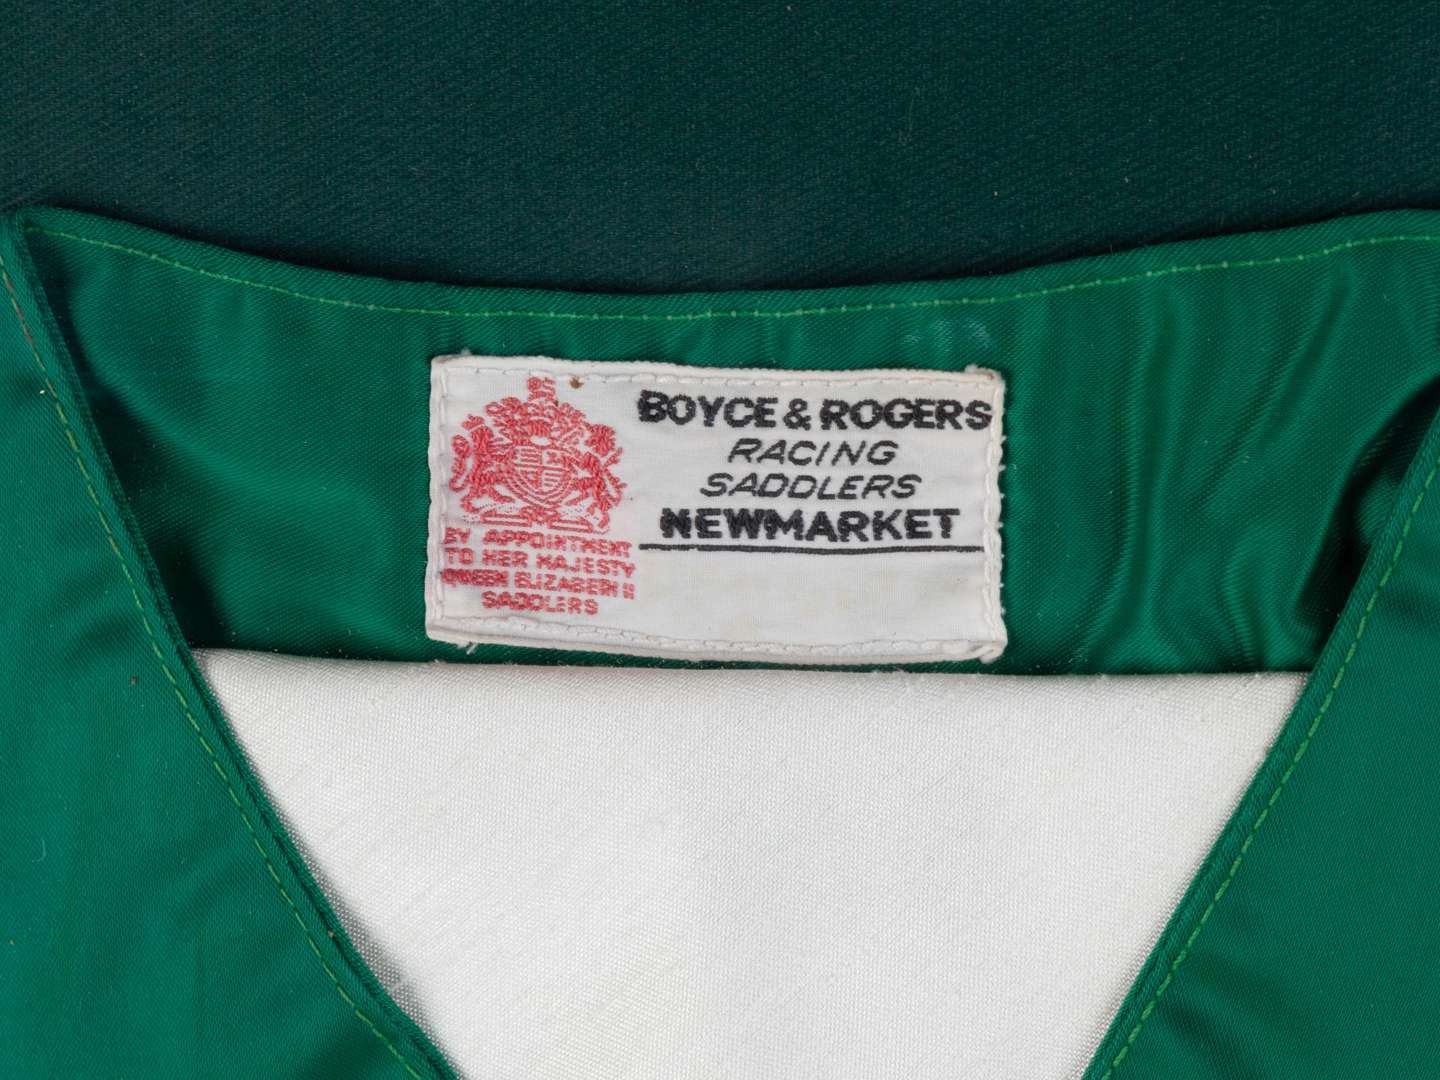 BOYCE & ROGERS
RACING
SADDLERS
NEWMARKET
BY APPOINTMENT
TO HER MAJESTY
QUEEN ELIZABETH II
SADDLERS